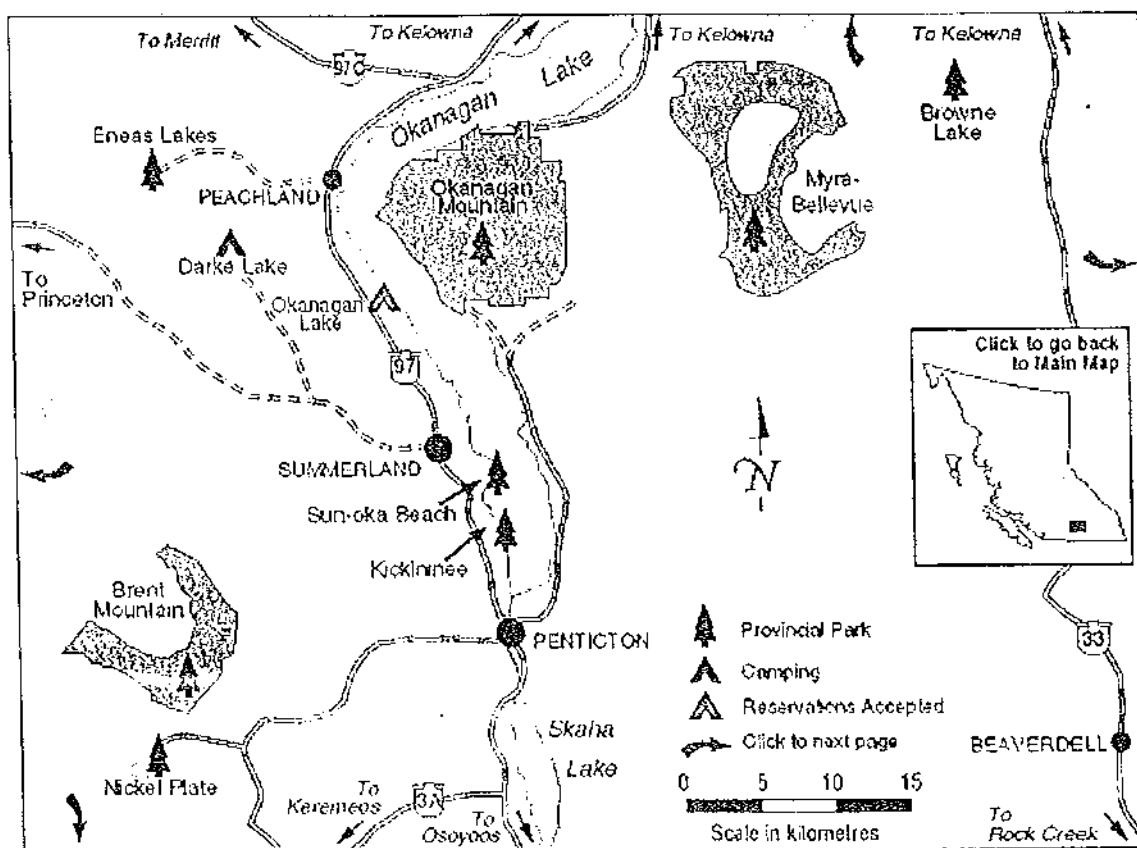 To Merritt
To Kelowna
To Kelowna
To Kelowna
97C
Okanagan
Lake
Browne
Lake
Eneas Lakes
PEACHLAND
Okanagan
Mountain
Myra-
Bellevue
Darke Lake
To
Princeton
Okanagan
Lake
97
Click to go back
to Main Map
SUMMERLAND
N
Sun-oka Beach
Kickininee
Brent
Mountain
PENTICTON
Provincial Park
33
Camping
Reservations Accepted
Skaha
Lake
Click to next page
BEAVERDELL
Nickel Plate
To
Keremeos
3A
To
Osoyoos
0 5 10 15
Scale in kilometres
To
Rock Creek